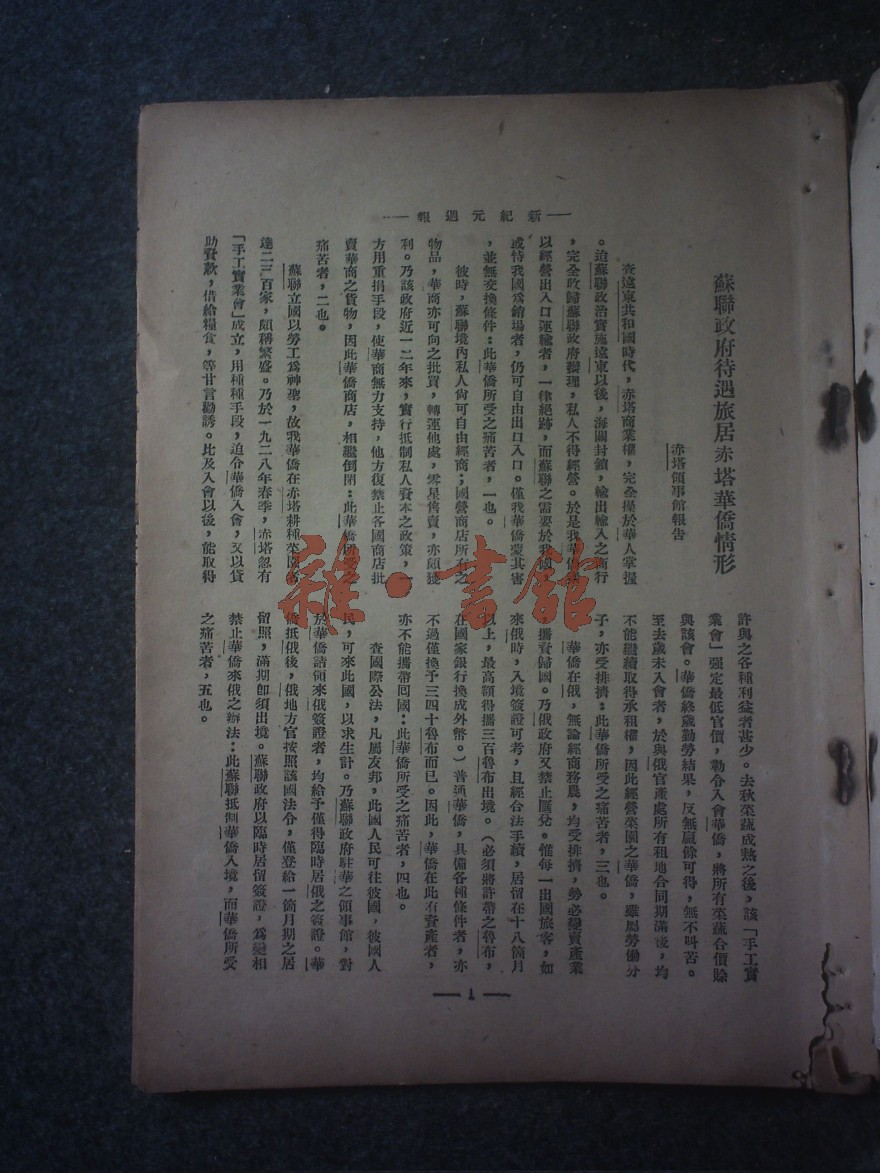 新紀元週報
蘇聯政府待遇旅居赤塔華僑情形
赤塔領事館報告
查遠東共和國時代，赤塔商業權，完全操於華人掌握
。迨蘇聯政治實施遠東以後，海關封鎖，輸出輸入之商行
，完全收歸蘇聯政府辦理，私人不得經營。於是我華僑
以經營出入口運輸者，一律絕跡，而蘇聯之需要於我國
或恃我國爲銷場者，仍可自由出口入口。僅我華僑蒙其害
，並無交換條件：此華僑所受之痛苦者，一也。
彼時，蘇聯境內私人尙可自由經商；國營商店所有之
物品，華商亦可向之批買，轉運他處，零星售賣，亦頗獲
利。乃該政府近一二年來，實行抵制私人資本之政策，一
方用重捐手段，使華商無力支持，他方復禁止各國商店批
賣華商之貨物，因此華僑商店，相繼倒閉：此華僑所受之
痛苦者，二也。
蘇聯立國以勞工爲神聖，故我華僑在赤塔耕種菜園者
達二三百家，頗稱繁盛。乃於一九二八年春季，赤塔忽有
「手工實業會」成立，用種種手段，迫令華僑入會，又以貸
助貲款，借給糧食，等甘言勸誘。比及入會以後，能取得
許與之各種利益者甚少。去秋菜蔬成熟之後，該「手工實
業會」强定最低官價，勒令入會華僑，將所有菜蔬合價賒
與該會。華僑終歲勤勞結果，反無贏餘可得，無不叫苦。
至去歲未入會者，於與俄官產處所有租地合同期滿後，均
不能繼續取得承租權，因此經營菜園之華僑，雖屬勞働分
子，亦受排擠：此華僑所受之痛苦者，三也。
華僑在俄，無論經商務農，均受排擠，勢必變賣產業
攜貲歸國。乃俄政府又禁止匯兌。惟每一出國旅客，如
來俄時，入境簽證可考，且經合法手續，居留在十八箇月
以上，最高額得攜三百魯布出境。（必須將許帶之魯布，
在國家銀行換成外幣。）普通華僑，具備各種條件者，亦
不過僅換予三四十魯布而已。因此，華僑在此有資產者，
亦不能攜帶回國：此華僑所受之痛苦者，四也。
查國際公法，凡屬友邦，此國人民可往彼國，彼國人
民，可來此國，以求生計。乃蘇聯政府駐華之領事館，對
於華僑請領來俄簽證者，均給予僅得臨時居俄之簽證。華
僑抵俄後，俄地方官按照該國法令，僅發給一箇月期之居
留照，滿期卽須出境。蘇聯政府以臨時居留簽證，爲變相
禁止華僑來俄之辦法：此蘇聯抵制華僑入境，而華僑所受
之痛苦者，五也。
1
雜·書館